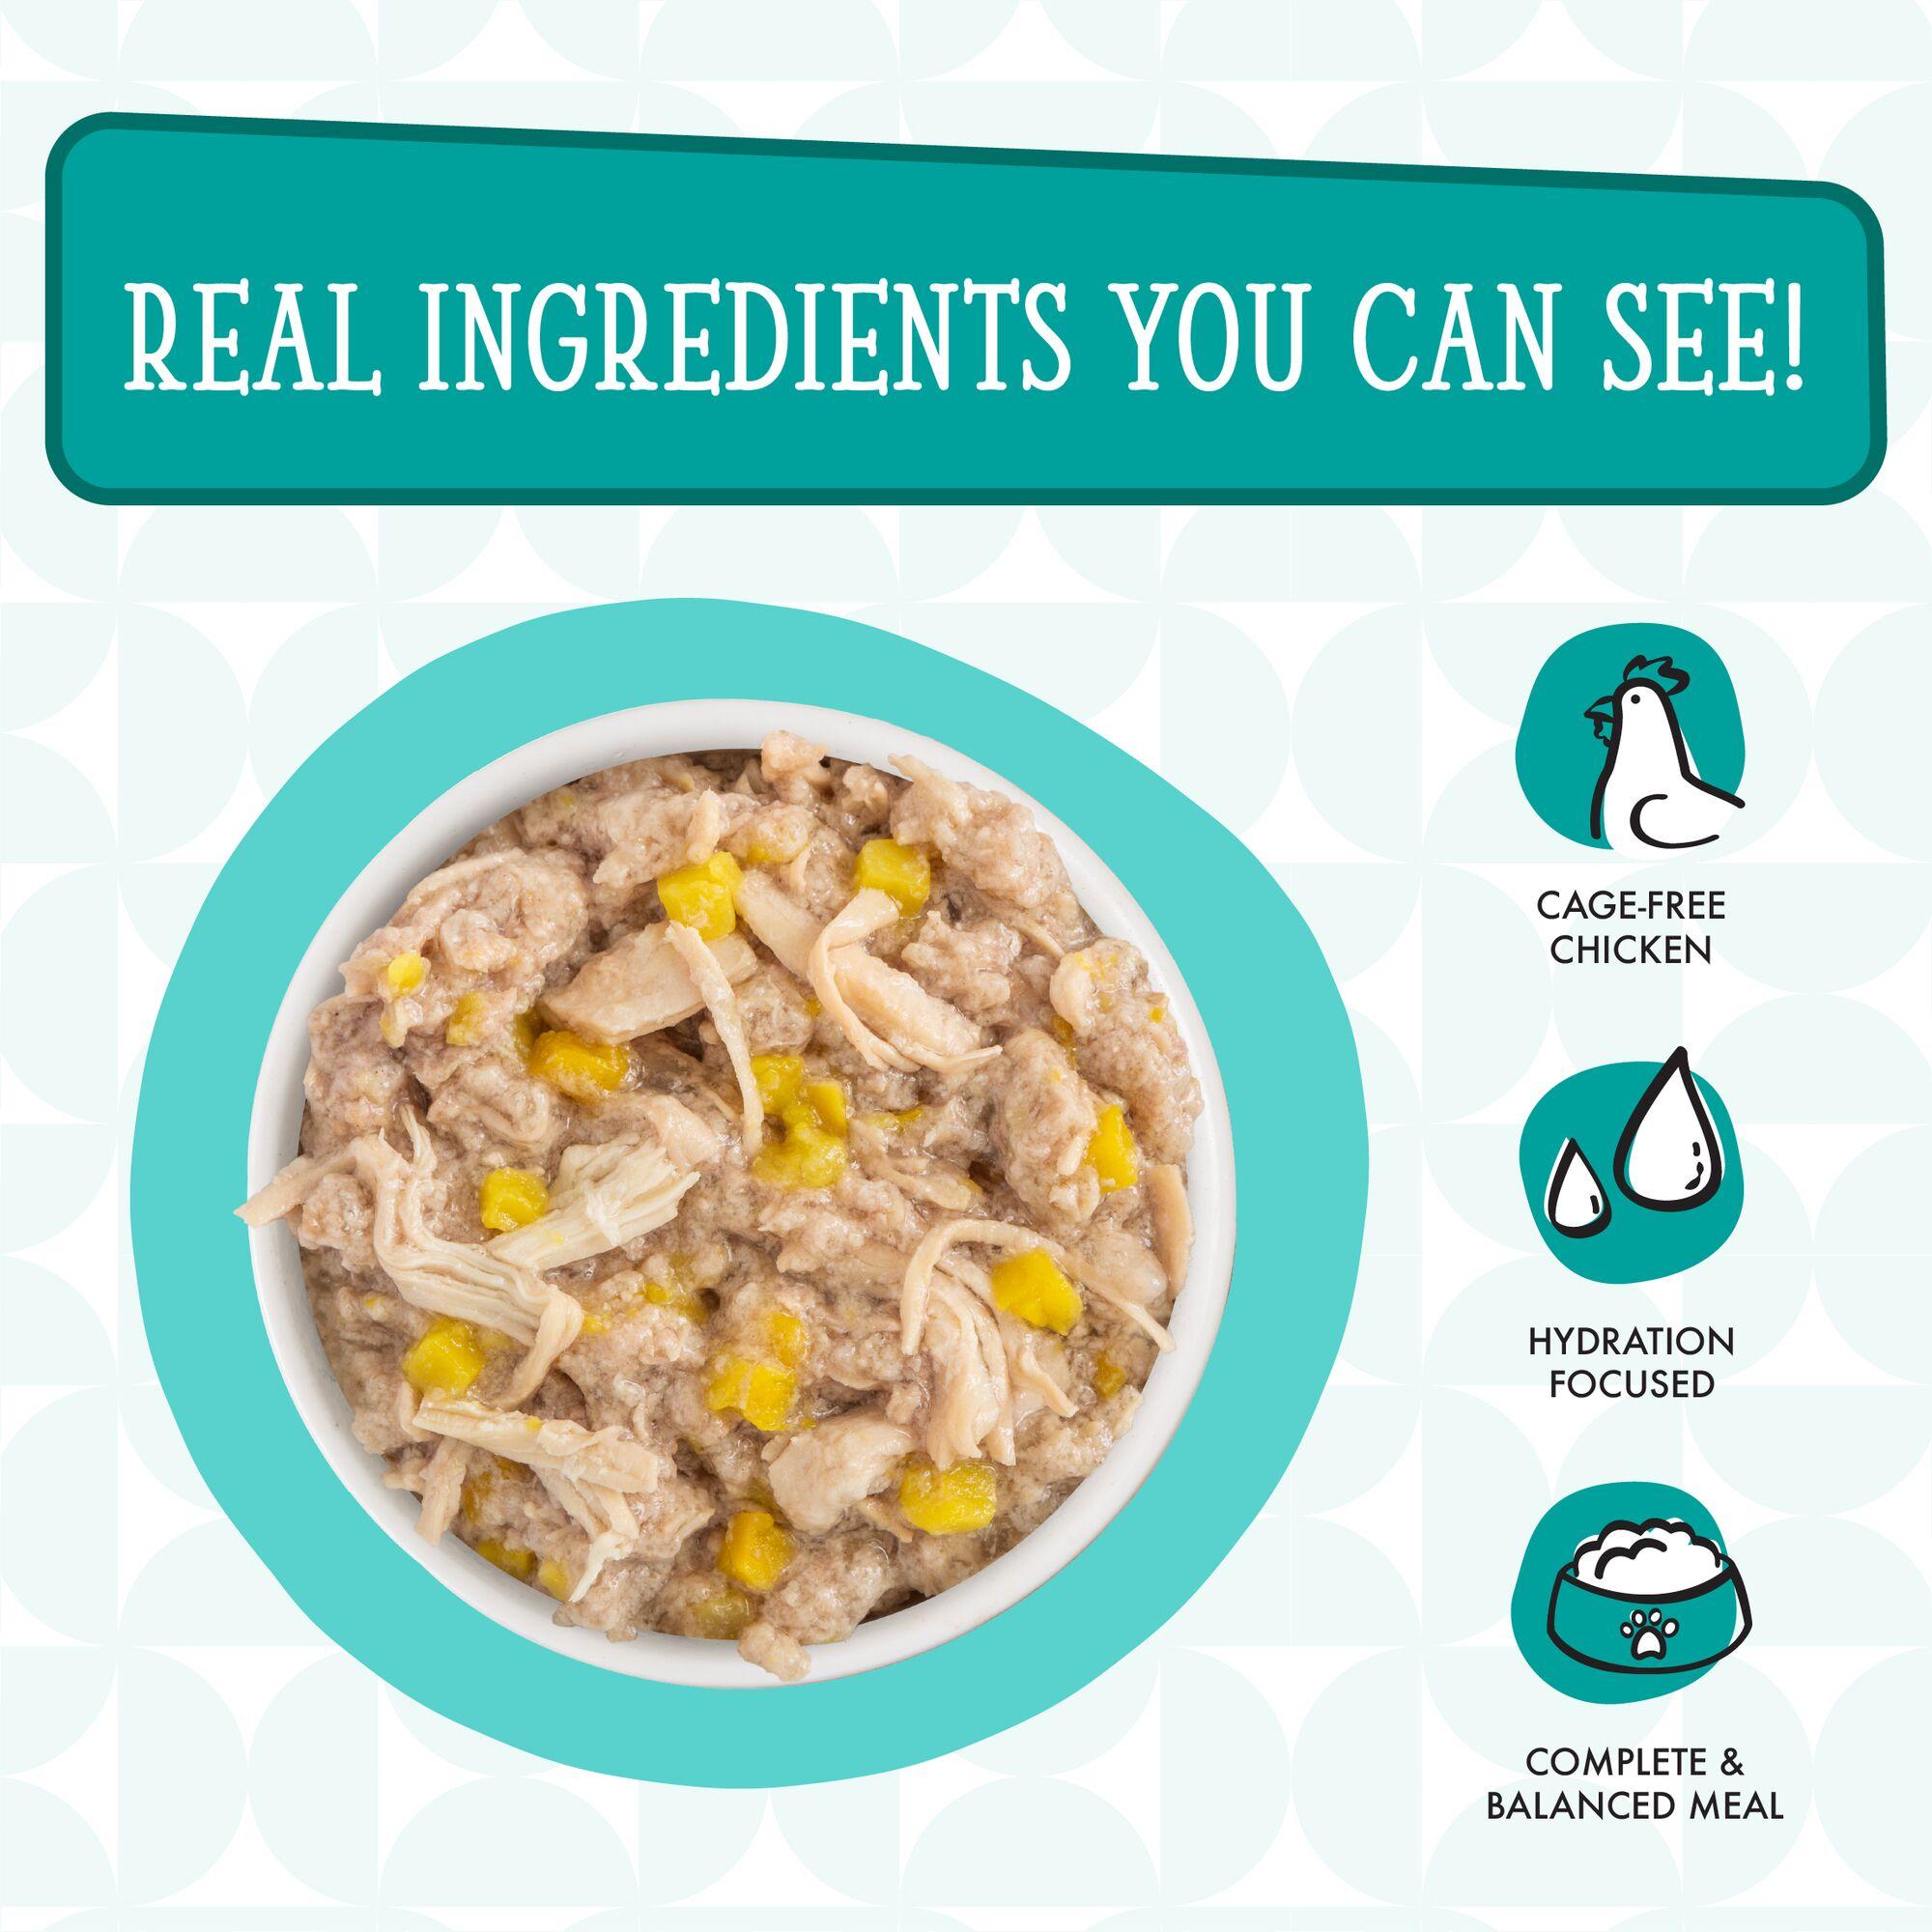 REAL INGREDIENTS YOU CAN SEE!
CAGE-FREE
CHICKEN
HYDRATION
FOCUSED
COMPLETE &
BALANCED MEAL